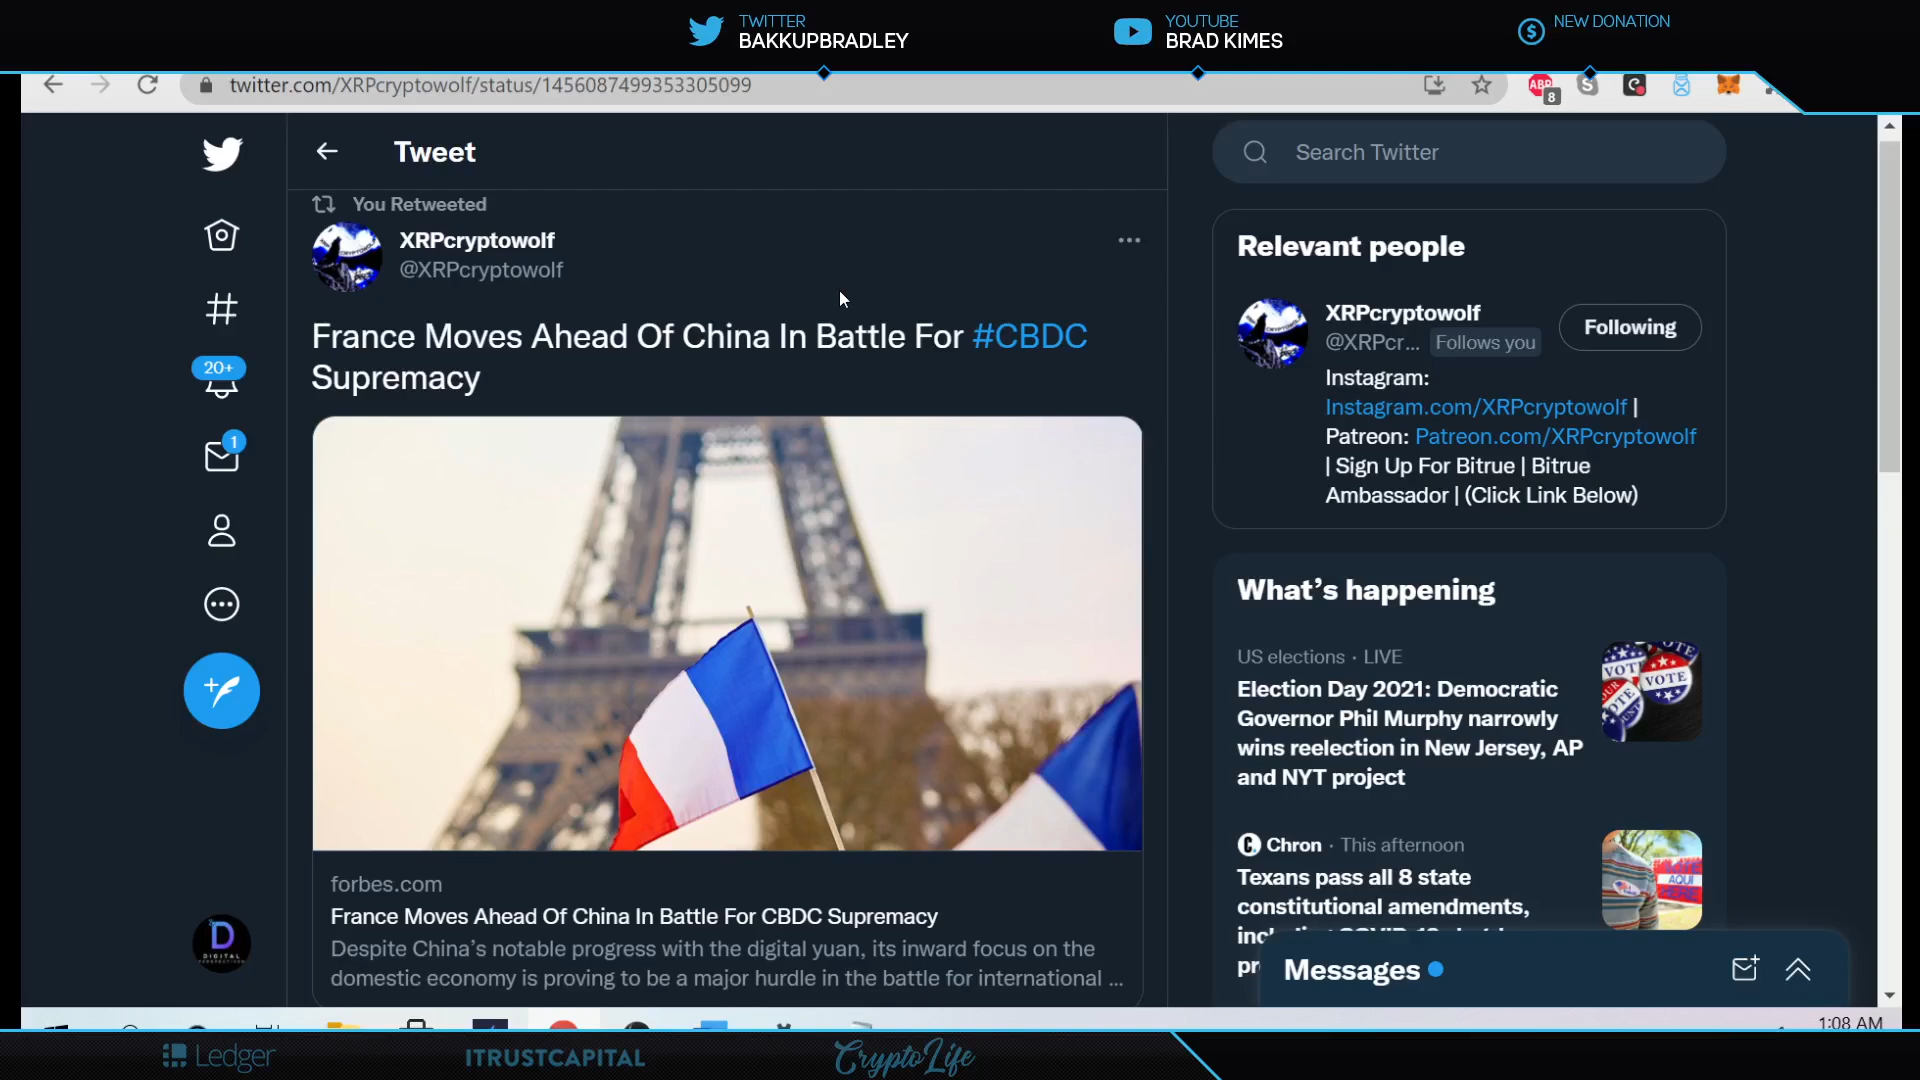 TWITTER
BAKKUPBRADLEY
YOUTUBE
BRAD KIMES
NEW DONATION
twitter.com/XRPcryptowolf/status/1456087499353305099
ABP
8
Tweet
Search Twitter
You Retweeted
XRPcryptowolf
@XRPcryptowolf
France Moves Ahead Of China In Battle For #CBDC
Supremacy
20+
1
forbes.com
France Moves Ahead Of China In Battle For CBDC Supremacy
Despite China's notable progress with the digital yuan, its inward focus on the
domestic economy is proving to be a major hurdle in the battle for international ...
Relevant people
XRPcryptowolf
@XRPcr... Follows you
Following
Instagram:
Instagram.com/XRPcryptowolf |
Patreon: Patreon.com/XRPcryptowolf
| Sign Up For Bitrue | Bitrue
Ambassador | (Click Link Below)
What's happening
US elections · LIVE
Election Day 2021: Democratic
Governor Phil Murphy narrowly
wins reelection in New Jersey, AP
and NYT project
VOTE
Chron · This afternoon
Texans pass all 8 state
constitutional amendments,
AQUI
Messages
D
DIGITAL
1:08 AM
Ledger
ITRUSTCAPITAL
CryptoLife